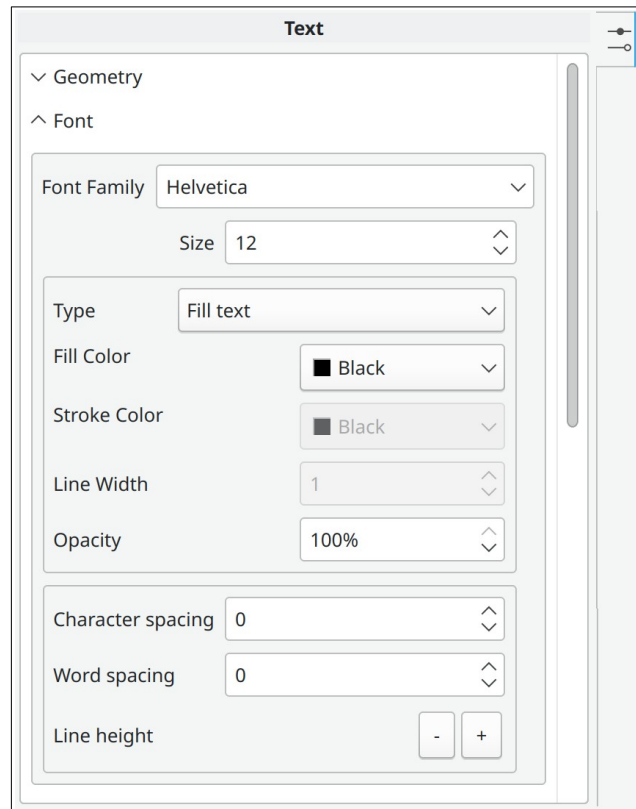 Text
Geometry
Font
Font Family Helvetica
Size 12
Type Fill text
Fill Color Black
Stroke Color Black
Line Width 1
Opacity 100%
Character spacing 0
Word spacing 0
Line height - +